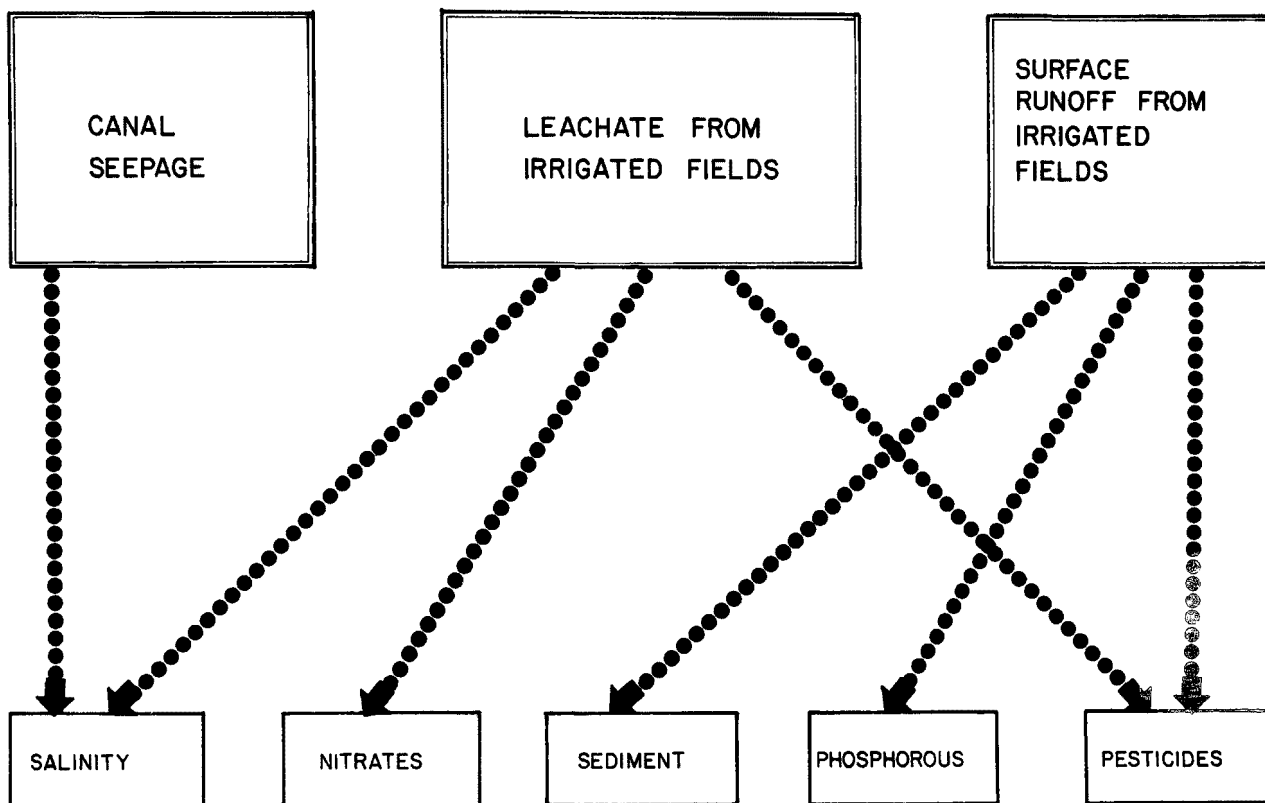 CANAL
SEEPAGE
LEACHATE FROM
IRRIGATED FIELDS
SURFACE
RUNOFF FROM
IRRIGATED
FIELDS
SALINITY
NITRATES
SEDIMENT
PHOSPHOROUS
PESTICIDES